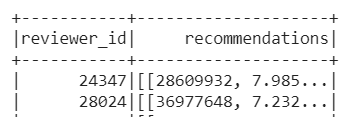 +-----------+--------------------+
|reviewer_id|     recommendations|
+-----------+--------------------+
|      24347|[[28609932, 7.985...|
|      28024|[[36977648, 7.232...|